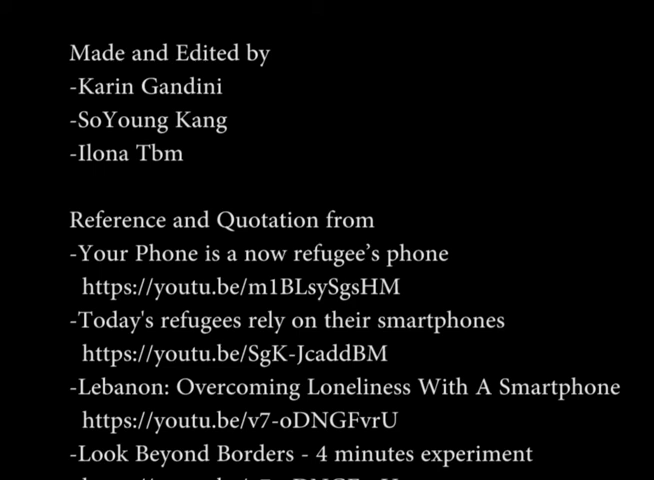 Made and Edited by
-Karin Gandini
-SoYoung Kang
-Ilona Tbm
Reference and Quotation from
-Your Phone is a now refugee’s phone
https://youtu.be/m1BLsySgsHM
-Today's refugees rely on their smartphones
https://youtu.be/SgK-JcaddBM
-Lebanon: Overcoming Loneliness With A Smartphone
https://youtu.be/v7-oDNGFvrU
-Look Beyond Borders - 4 minutes experiment